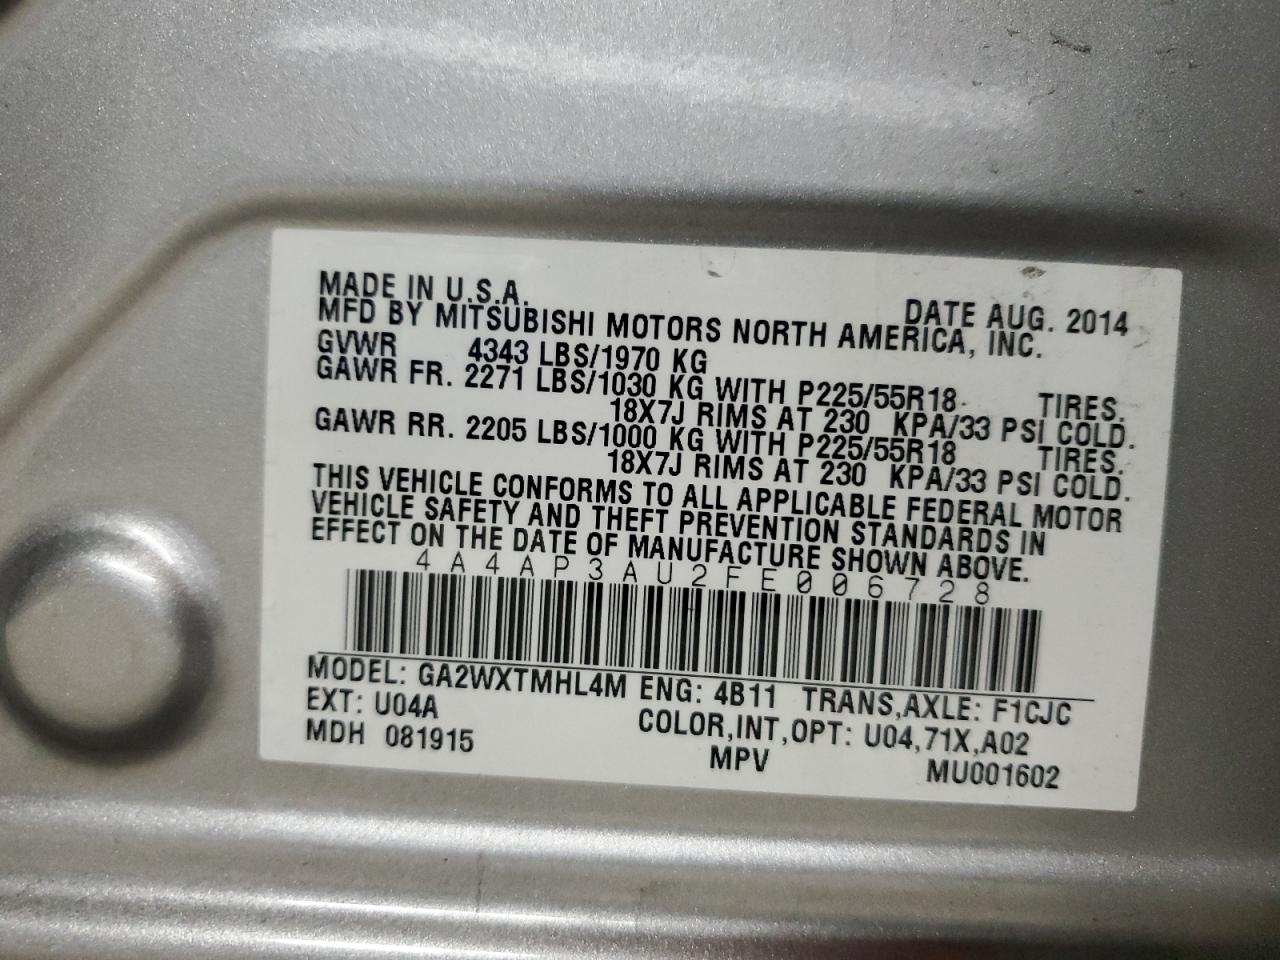 MADE IN U.S.A. DATE AUG. 2014
MFD BY MITSUBISHI MOTORS NORTH AMERICA, INC.
GVWR 4343 LBS/1970 KG
GAWR FR. 2271 LBS/1030 KG WITH P225/55R18 TIRES.
18X7J RIMS AT 230 KPA/33 PSI COLD.
GAWR RR. 2205 LBS/1000 KG WITH P225/55R18 TIRES.
18X7J RIMS AT 230 KPA/33 PSI COLD.
THIS VEHICLE CONFORMS TO ALL APPLICABLE FEDERAL MOTOR
VEHICLE SAFETY AND THEFT PREVENTION STANDARDS IN
EFFECT ON THE DATE OF MANUFACTURE SHOWN ABOVE.
4A4AP3AU2FE006728
MODEL: GA2WXTMHL4M ENG: 4B11 TRANS,AXLE: F1CJC
EXT: U04A COLOR,INT,OPT: U04,71X,A02
MDH 081915 MPV MU001602